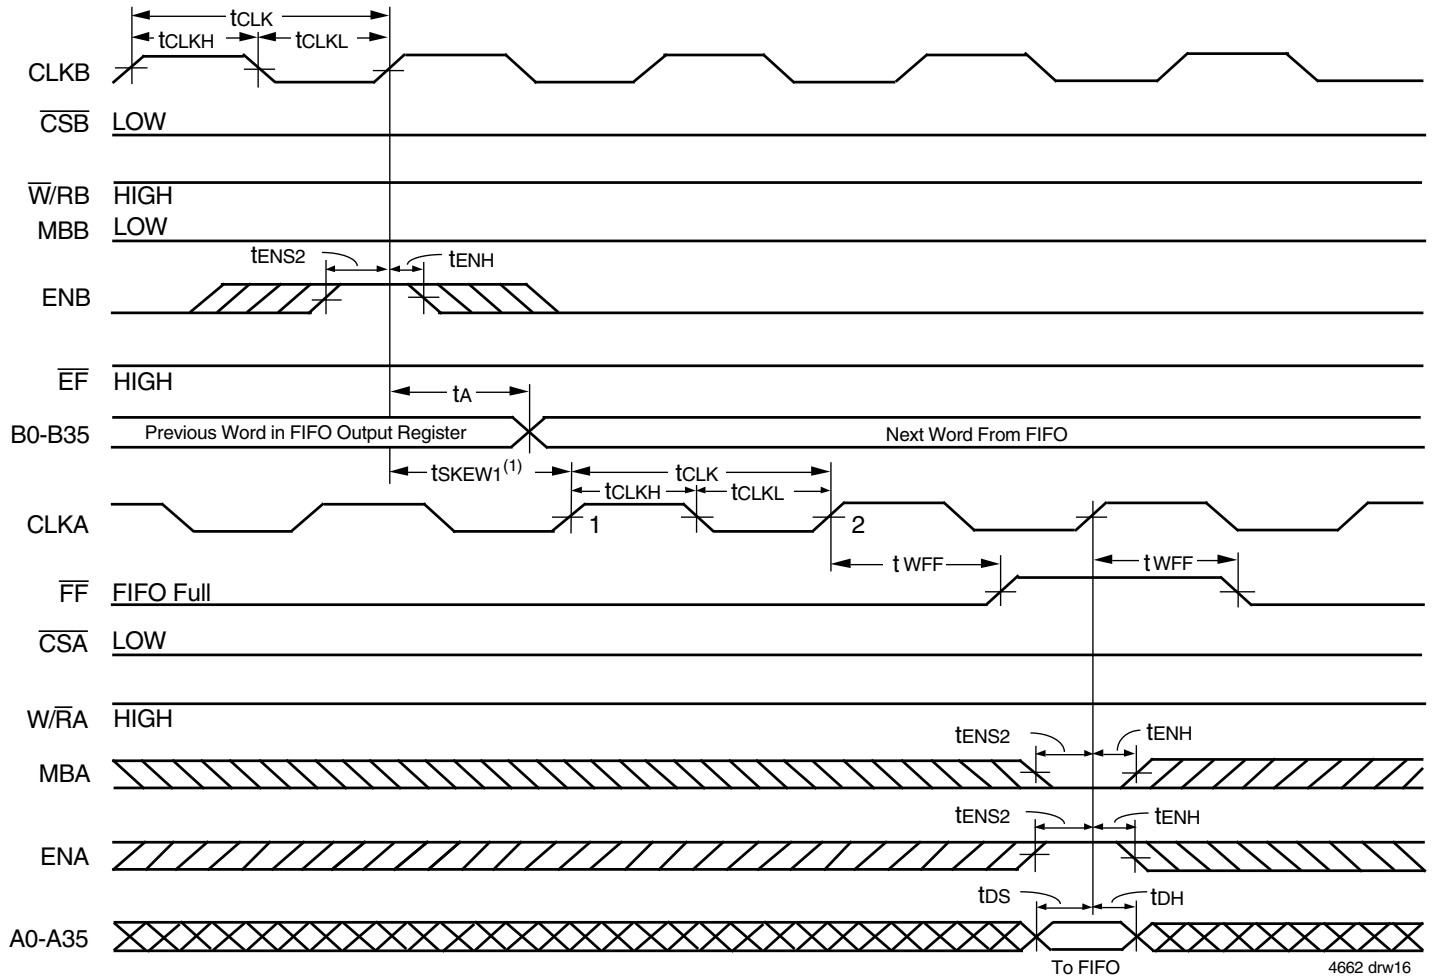 tCLK
tCLKH tCLKL
CLKB
CSB LOW
W/RB HIGH
MBB LOW
tENS2 tENH
ENB
EF HIGH
tA
B0-B35 Previous Word in FIFO Output Register Next Word From FIFO
tSKEW1(1) tCLK
tCLKH tCLKL
CLKA 1 2
tWFF tWFF
FF FIFO Full
CSA LOW
W/RA HIGH
tENS2 tENH
MBA
tENS2 tENH
ENA
tDS tDH
A0-A35
To FIFO 4662 drw16